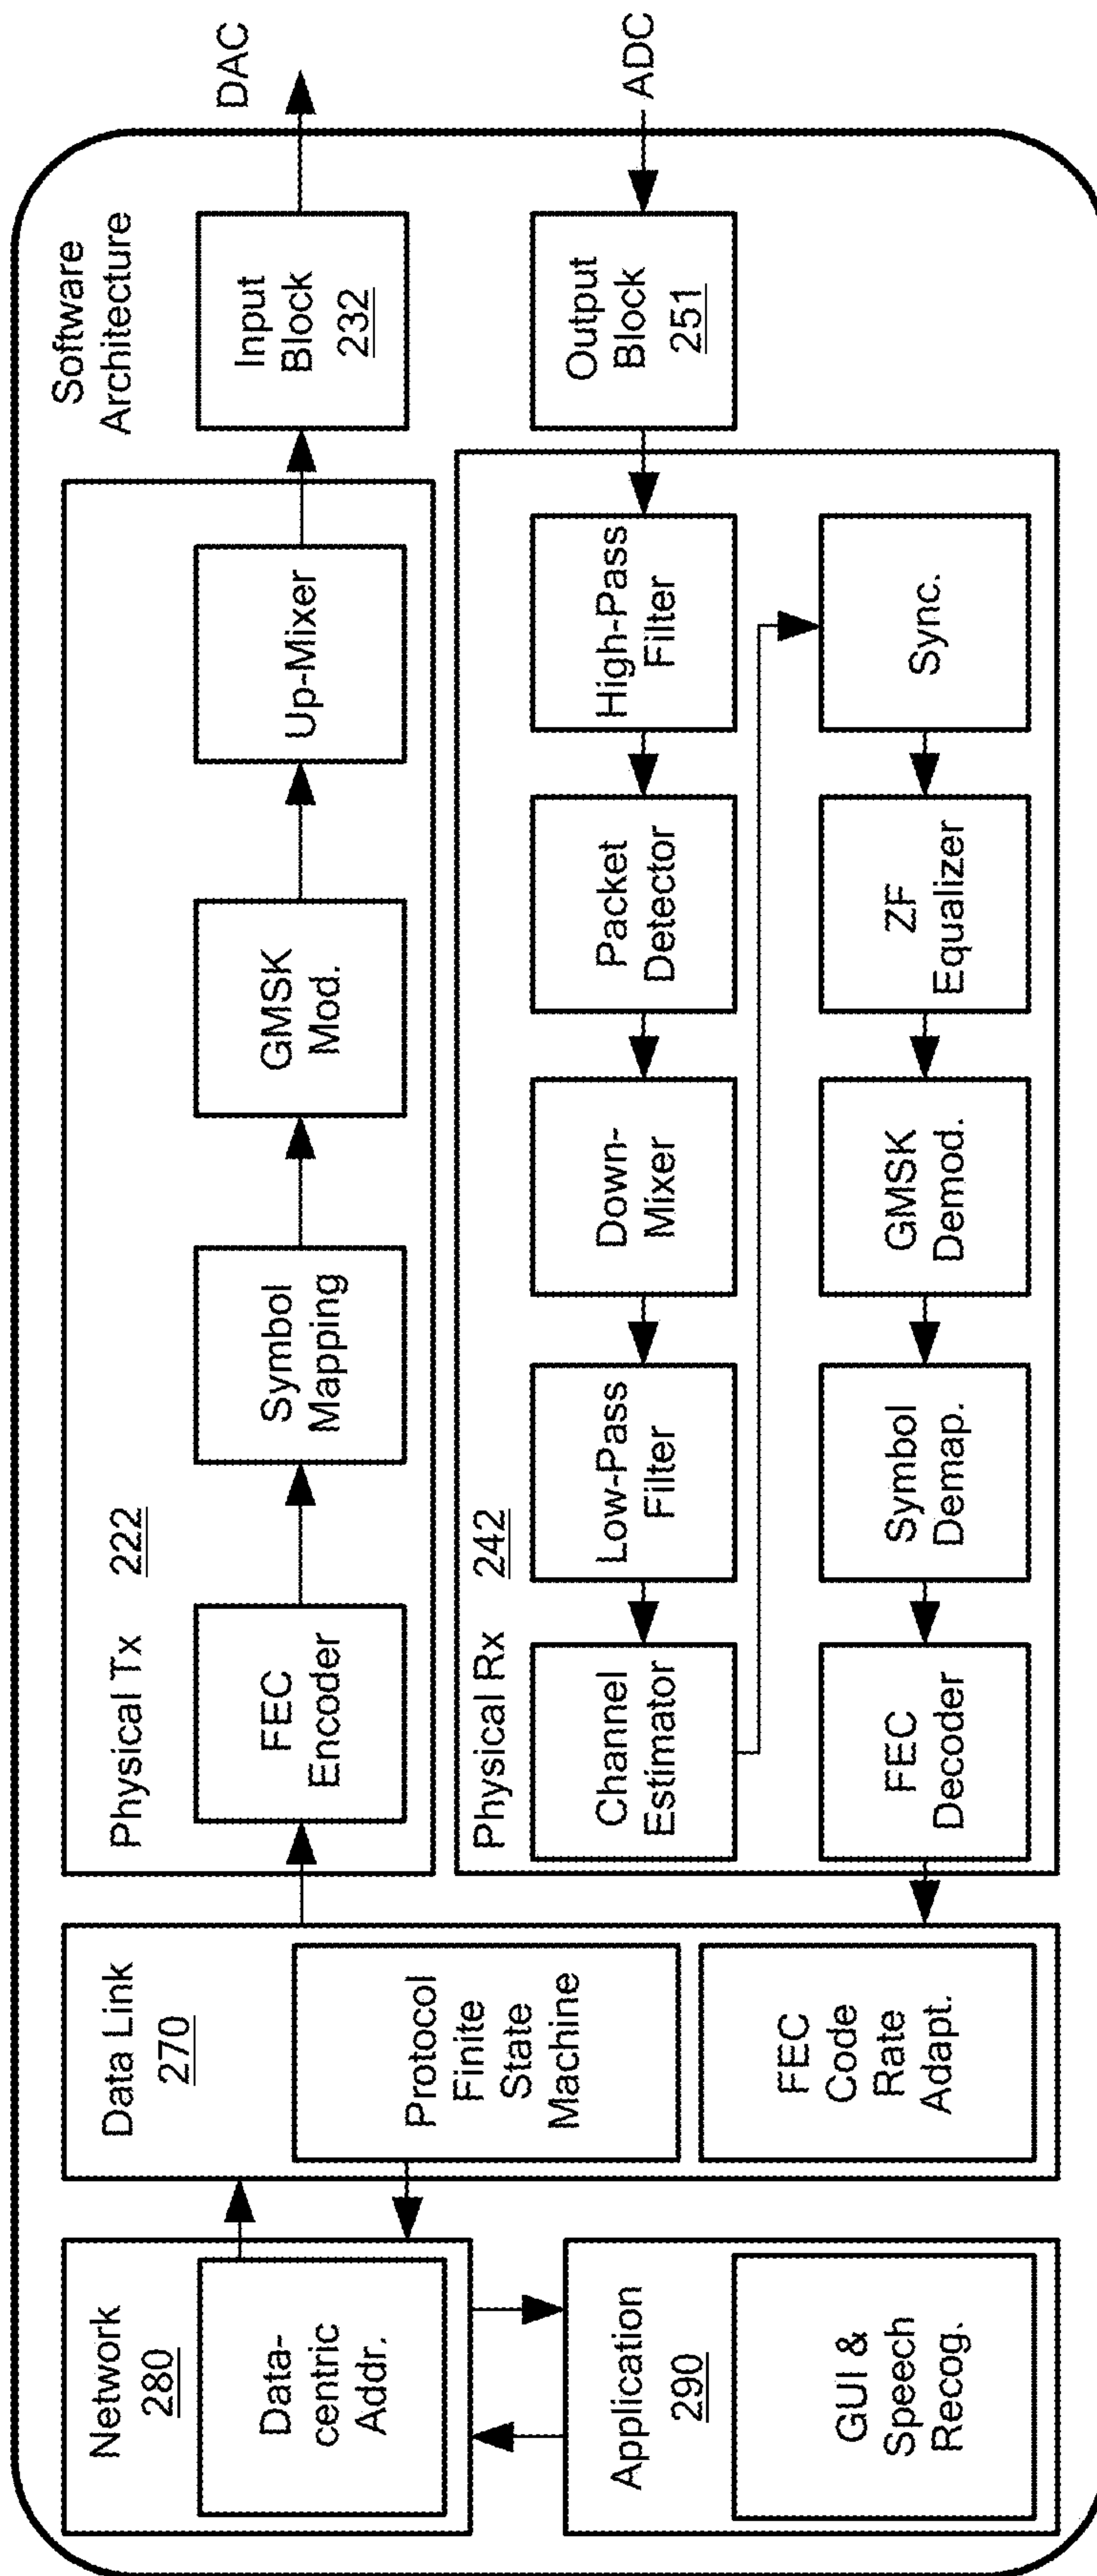 Software
Architecture
Network
280
Data-
centric
Addr.
Application
290
GUI &
Speech
Recog.
Data Link
270
Protocol
Finite
State
Machine
FEC
Code
Rate
Adapt.
Physical Tx 222
FEC
Encoder
Symbol
Mapping
GMSK
Mod.
Up-Mixer
Input
Block
232
DAC
Physical Rx 242
Channel
Estimator
Low-Pass
Filter
Down-
Mixer
Packet
Detector
High-Pass
Filter
Output
Block
251
ADC
FEC
Decoder
Symbol
Demap.
GMSK
Demod.
ZF
Equalizer
Sync.